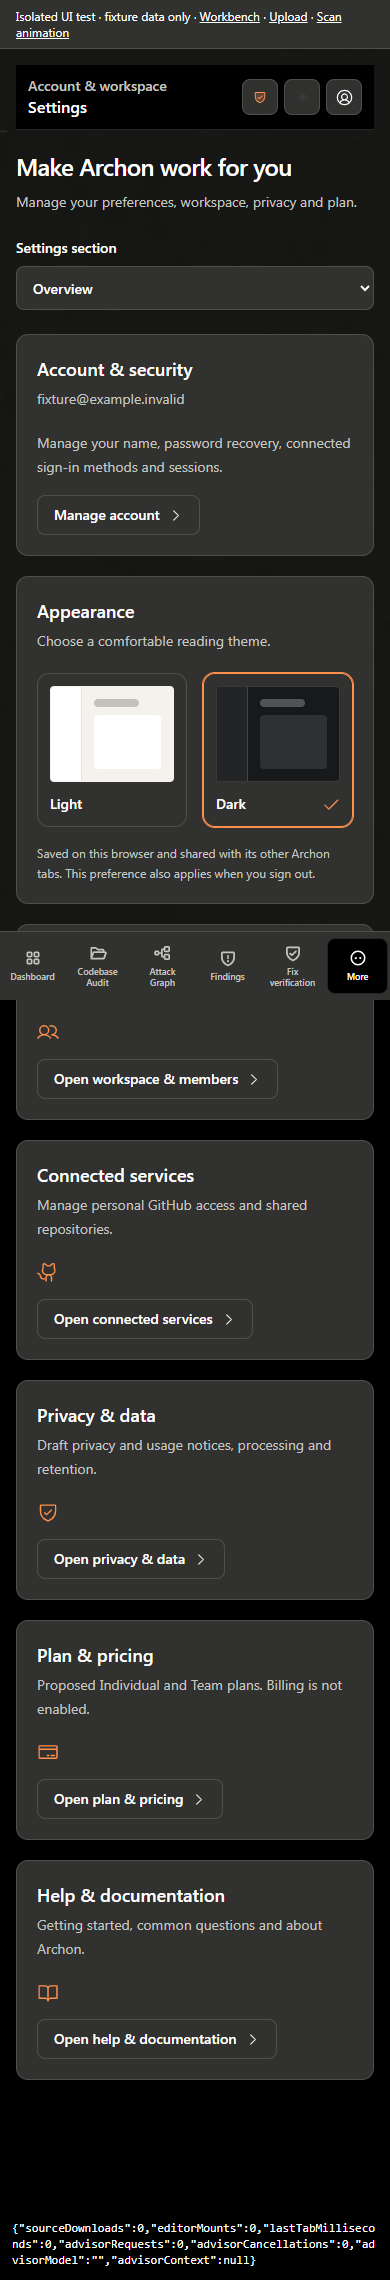 Isolated UI test · fixture data only · Workbench · Upload · Scan
animation
Account & workspace
Settings
Make Archon work for you
Manage your preferences, workspace, privacy and plan.
Settings section
Overview
Account & security
fixture@example.invalid
Manage your name, password recovery, connected
sign-in methods and sessions.
Manage account
Appearance
Choose a comfortable reading theme.
Light
Dark
Saved on this browser and shared with its other Archon
tabs. This preference also applies when you sign out.
Dashboard
Codebase
Audit
Attack
Graph
Findings
Fix
verification
More
Open workspace & members
Connected services
Manage personal GitHub access and shared
repositories.
Open connected services
Privacy & data
Draft privacy and usage notices, processing and
retention.
Open privacy & data
Plan & pricing
Proposed Individual and Team plans. Billing is not
enabled.
Open plan & pricing
Help & documentation
Getting started, common questions and about
Archon.
Open help & documentation
{"sourceDownloads":0,"editorMounts":0,"lastTabMilliseco
nds":0,"advisorRequests":0,"advisorCancellations":0,"ad
visorModel":"","advisorContext":null}